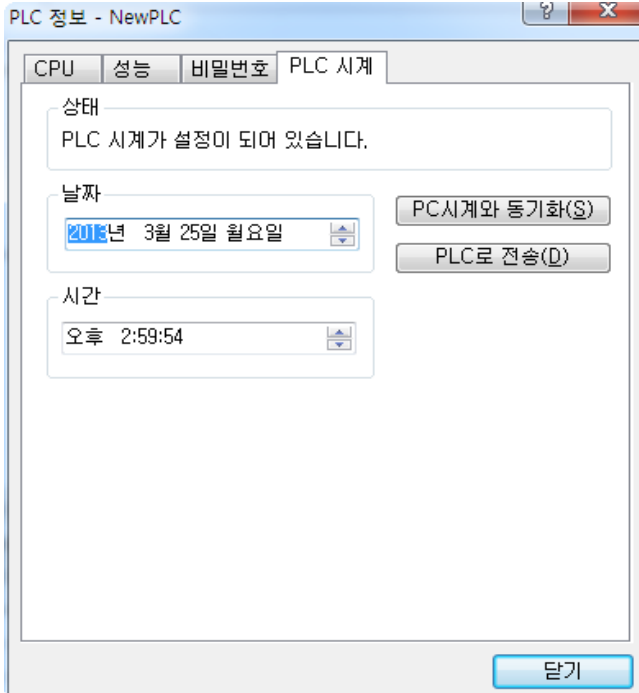 PLC 정보 - NewPLC
CPU 성능 비밀번호 PLC 시계
상태
PLC 시계가 설정이 되어 있습니다.
날짜
2013년 3월 25일 월요일
PC시계와 동기화(S)
PLC로 전송(D)
시간
오후 2:59:54
닫기